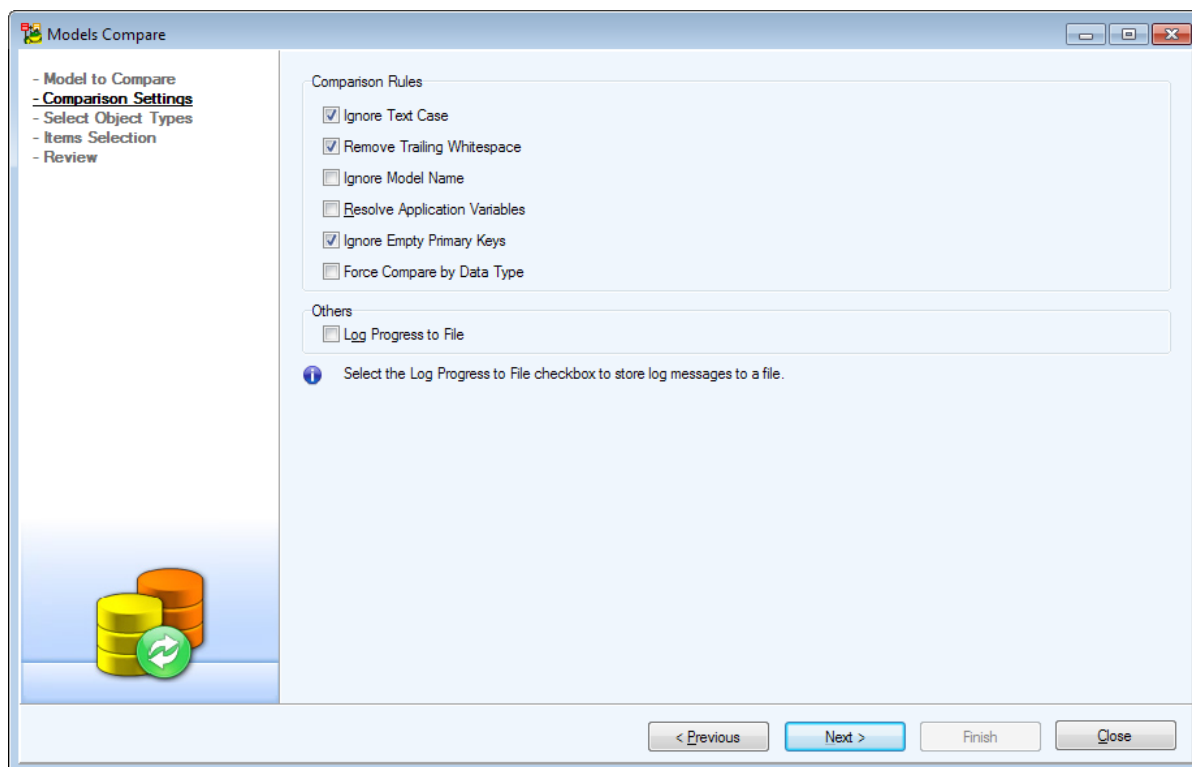 Models Compare
- Model to Compare
- Comparison Settings
- Select Object Types
- Items Selection
- Review
Comparison Rules
Ignore Text Case
Remove Trailing Whitespace
Ignore Model Name
Resolve Application Variables
Ignore Empty Primary Keys
Force Compare by Data Type
Others
Log Progress to File
Select the Log Progress to File checkbox to store log messages to a file.
< Previous
Next >
Finish
Close